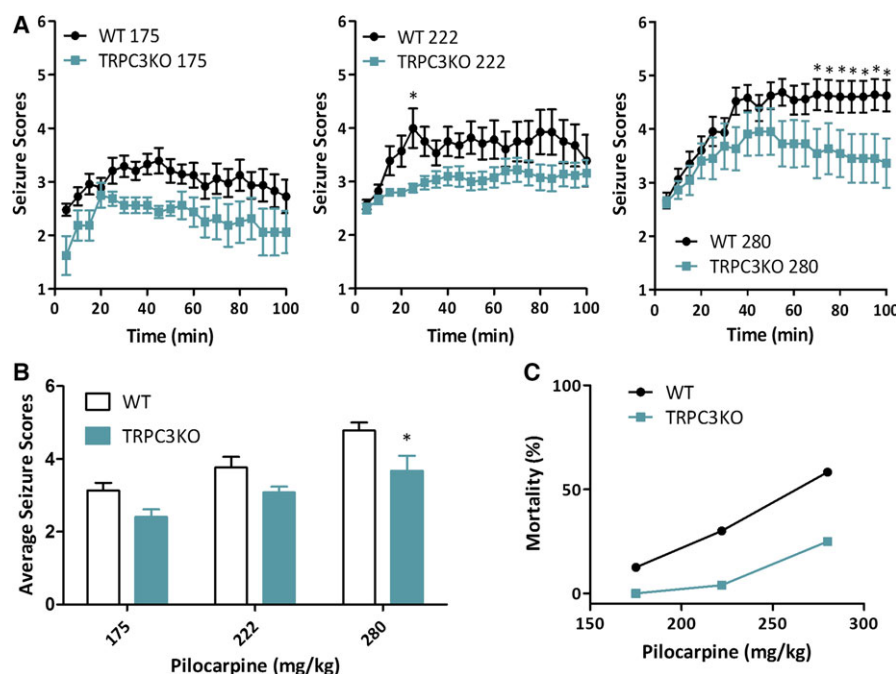 A
Seizure Scores
6
5
4
3
2
1
WT 175
TRPC3KO 175
0 20 40 60 80 100
Time (min)
Seizure Scores
6
5
4
3
2
1
WT 222
TRPC3KO 222
*
0 20 40 60 80 100
Time (min)
Seizure Scores
6
5
4
3
2
1
* * * * * * *
WT 280
TRPC3KO 280
0 20 40 60 80 100
Time (min)
B
Average Seizure Scores
6
4
2
0
WT
TRPC3KO
*
175 222 280
Pilocarpine (mg/kg)
C
Mortality (%)
100
50
0
WT
TRPC3KO
150 200 250 300
Pilocarpine (mg/kg)